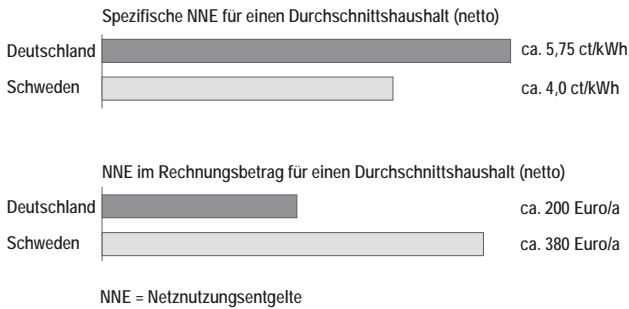 Spezifische NNE für einen Durchschnittshaushalt (netto)
Deutschland ca. 5,75 ct/kWh
Schweden ca. 4,0 ct/kWh
NNE im Rechnungsbetrag für einen Durchschnittshaushalt (netto)
Deutschland ca. 200 Euro/a
Schweden ca. 380 Euro/a
NNE = Netznutzungsentgelte